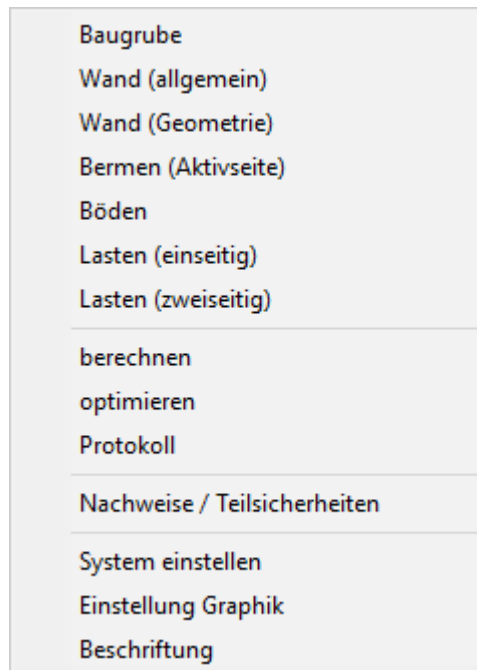 Baugrube
Wand (allgemein)
Wand (Geometrie)
Bermen (Aktivseite)
Böden
Lasten (einseitig)
Lasten (zweiseitig)
berechnen
optimieren
Protokoll
Nachweise / Teilsicherheiten
System einstellen
Einstellung Graphik
Beschriftung